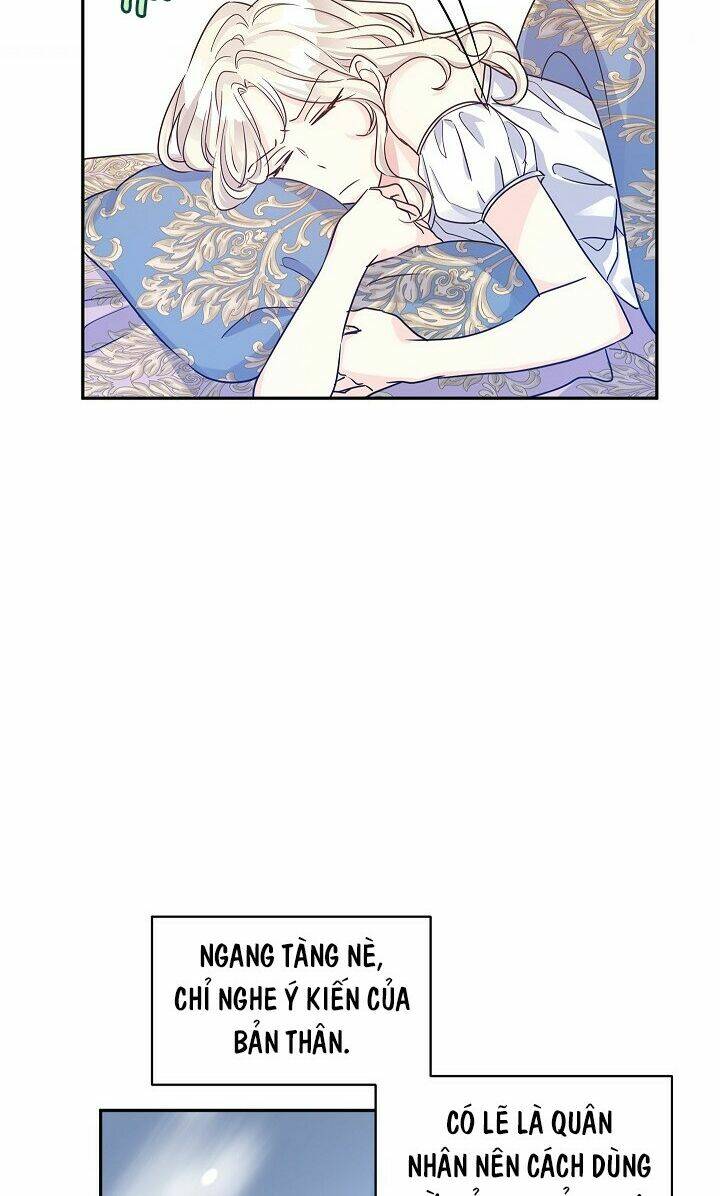 NGANG TÀNG NÈ,
CHỈ NGHE Ý KIẾN CỦA
BẢN THÂN.
CÓ LẼ LÀ QUÂN
NHÂN NÊN CÁCH DÙNG